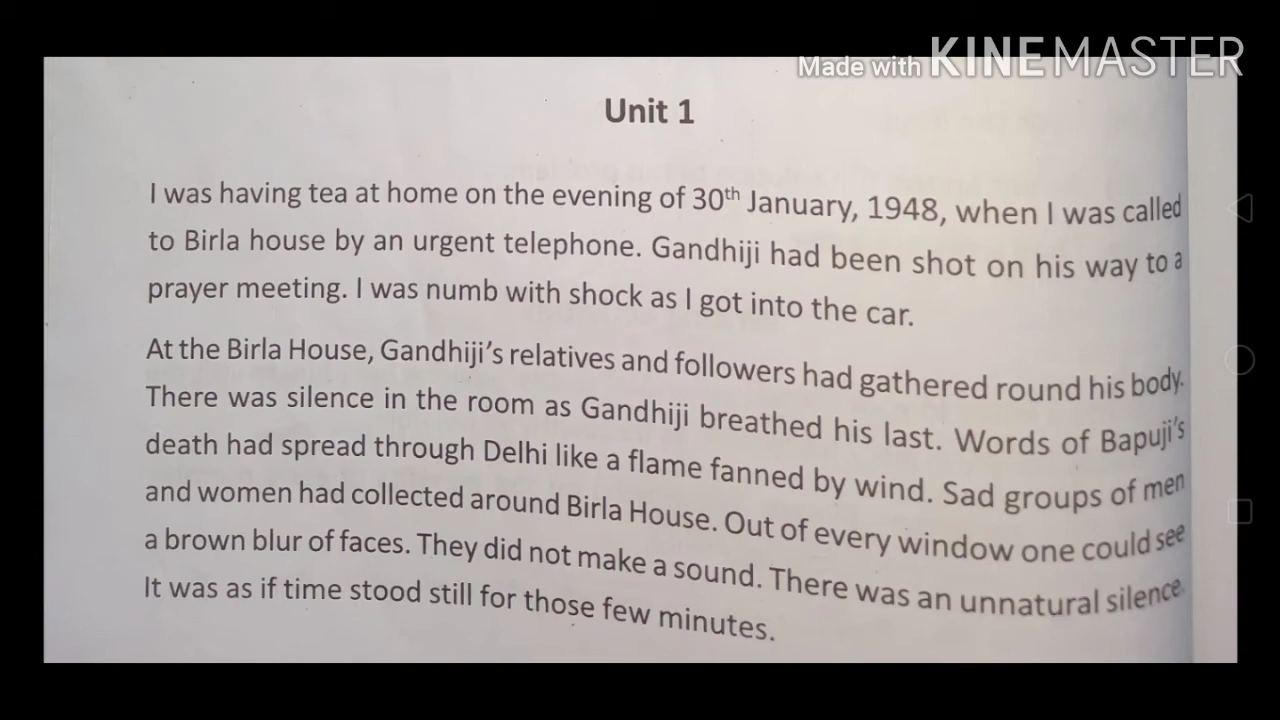 Made with KINEMASTER
Unit 1
I was having tea at home on the evening of 30th January, 1948, when I was called
to Birla house by an urgent telephone. Gandhiji had been shot on his way to a
prayer meeting. I was numb with shock as I got into the car.
At the Birla House, Gandhiji's relatives and followers had gathered round his body.
There was silence in the room as Gandhiji breathed his last. Words of Bapuji's
death had spread through Delhi like a flame fanned by wind. Sad groups of men
and women had collected around Birla House. Out of every window one could see
a brown blur of faces. They did not make a sound. There was an unnatural silence.
It was as if time stood still for those few minutes.